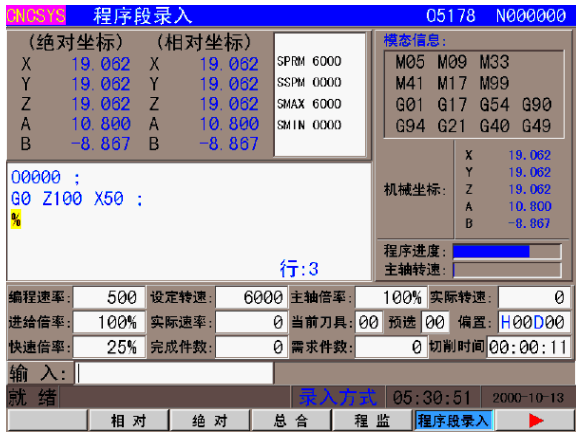 CNCSYS 程序段录入 O5178 N000000
(绝对坐标) (相对坐标)
X 19.062 X 19.062
Y 19.062 Y 19.062
Z 19.062 Z 19.062
A 10.800 A 10.800
B -8.867 B -8.867
SPRM 6000
SSPM 0000
SMAX 6000
SMIN 0000
模态信息:
M05 M09 M33
M41 M17 M99
G01 G17 G54 G90
G94 G21 G40 G49
机械坐标:
X 19.062
Y 19.062
Z 19.062
A 10.800
B -8.867
程序进度:
主轴转速:
O0000 ;
G0 Z100 X50 ;
%
行:3
编程速率: 500 设定转速: 6000 主轴倍率: 100% 实际转速: 0
进给倍率: 100% 实际速率: 0 当前刀具: 00 预选 00 偏置: H00D00
快速倍率: 25% 完成件数: 0 需求件数: 0 切削时间 00:00:11
输 入:
就 绪 录入方式 05:30:51 2000-10-13
相 对 绝 对 总 合 程 监 程序段录入